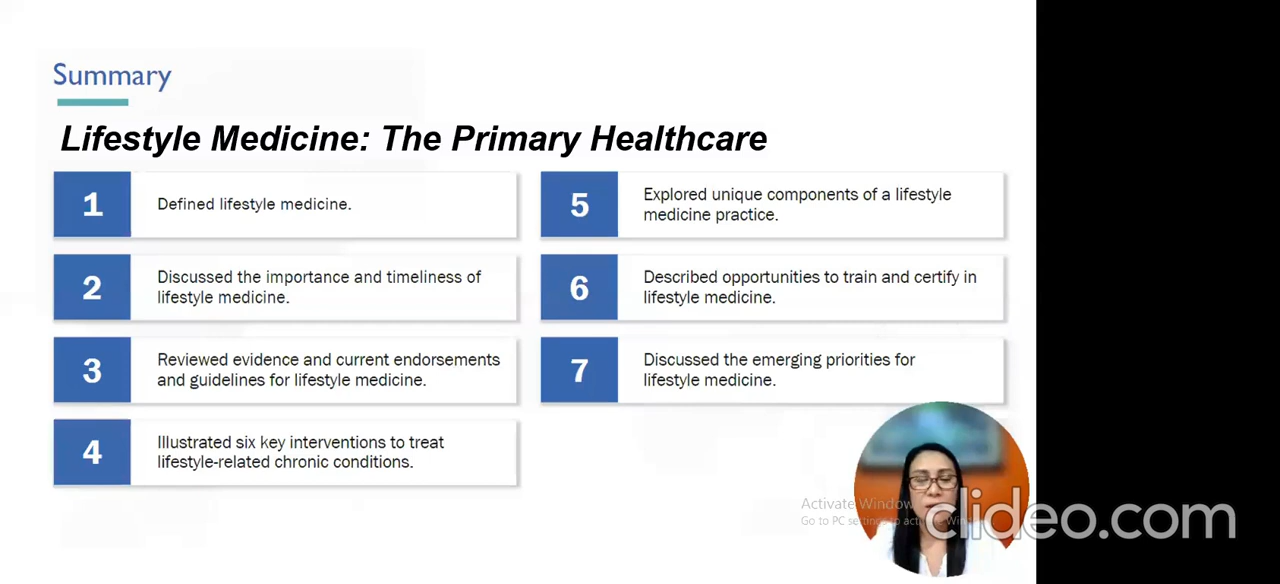 Summary
Lifestyle Medicine: The Primary Healthcare
1
Defined lifestyle medicine.
2
Discussed the importance and timeliness of
lifestyle medicine.
3
Reviewed evidence and current endorsements
and guidelines for lifestyle medicine.
4
Illustrated six key interventions to treat
lifestyle-related chronic conditions.
5
Explored unique components of a lifestyle
medicine practice.
6
Described opportunities to train and certify in
lifestyle medicine.
7
Discussed the emerging priorities for
lifestyle medicine.
Activate Window
Go to PC settings to acti
clideo.com